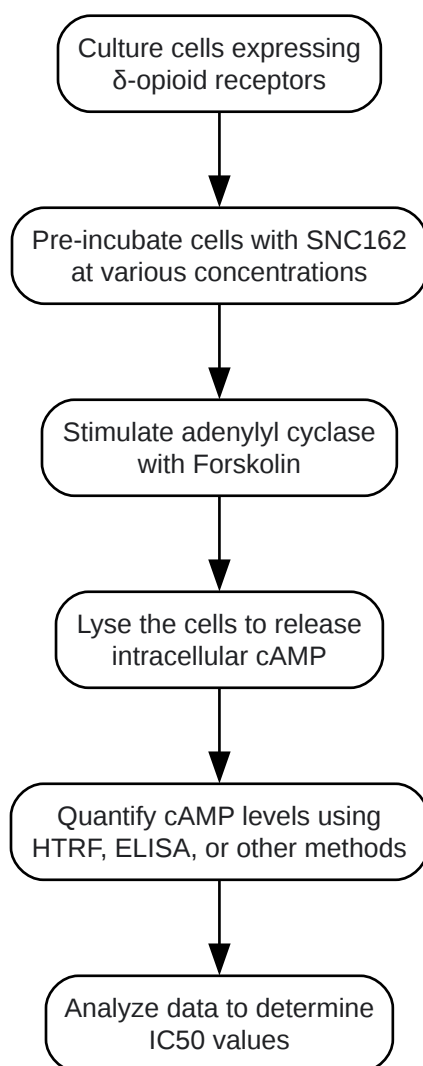 Culture cells expressing
δ-opioid receptors
Pre-incubate cells with SNC162
at various concentrations
Stimulate adenylyl cyclase
with Forskolin
Lyse the cells to release
intracellular cAMP
Quantify cAMP levels using
HTRF, ELISA, or other methods
Analyze data to determine
IC50 values